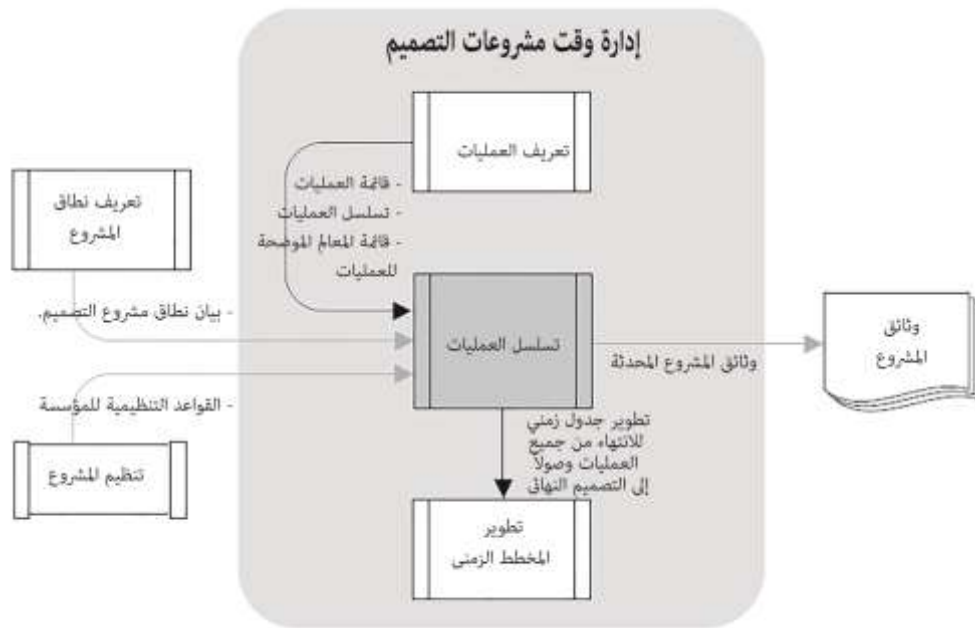 إدارة وقت مشروعات التصميم
تعريف العمليات
- قائمة العمليات
- تسلسل العمليات
- قائمة المعالم الموضحة
للعمليات
تعريف نطاق
المشروع
- بيان نطاق مشروع التصميم.
تسلسل العمليات
وثائق المشروع المحدثة
وثائق
المشروع
- القواعد التنظيمية للمؤسسة
تنظيم المشروع
تطوير جدول زمني
للانتهاء من جميع
العمليات وصولاً
إلى التصميم النهائى
تطوير
المخطط الزمنى